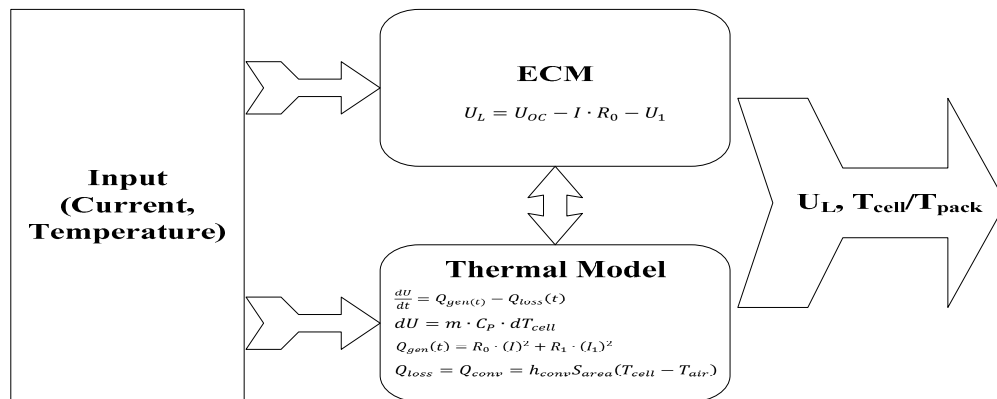 Input
(Current,
Temperature)
ECM
U_L = U_OC − I · R_0 − U_1
Thermal Model
dU/dt = Q_gen(t) − Q_loss(t)
dU = m · C_P · dT_cell
Q_gen(t) = R_0 · (I)^2 + R_1 · (I_1)^2
Q_loss = Q_conv = h_conv S_area (T_cell − T_air)
U_L, T_cell/T_pack